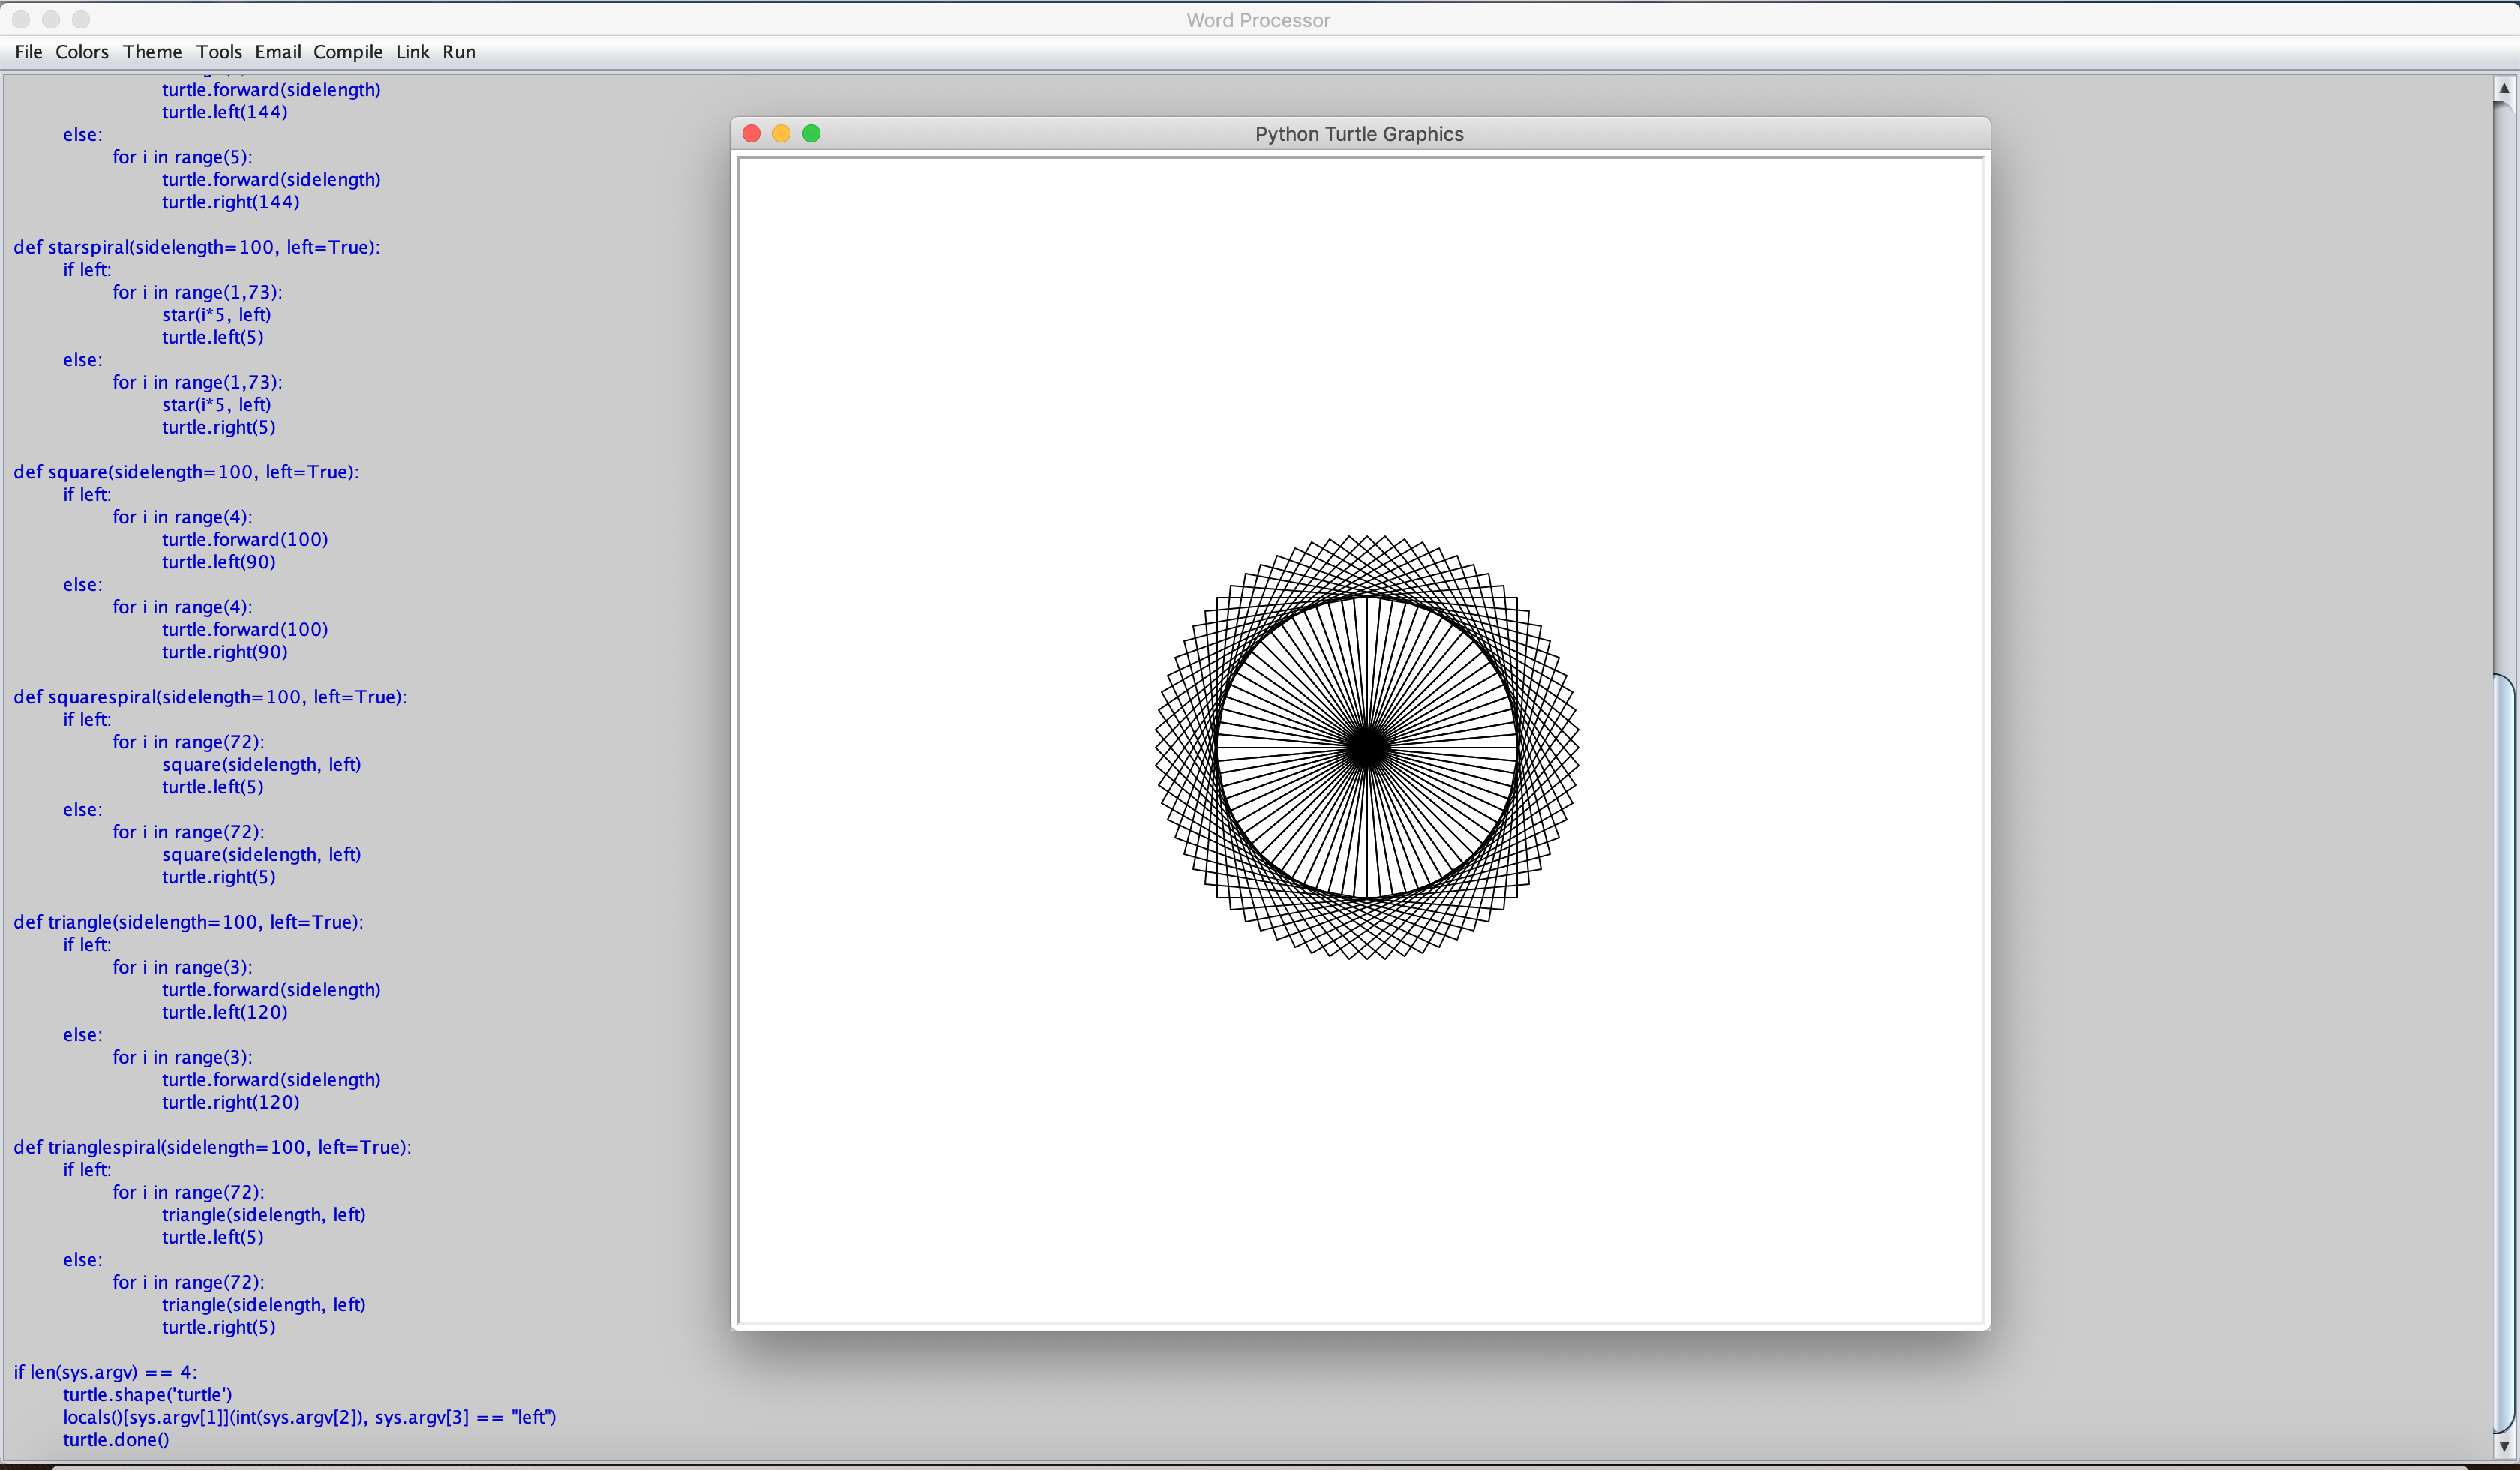 Word Processor
File Colors Theme Tools Email Compile Link Run
turtle.forward(sidelength)
turtle.left(144)
else:
for i in range(5):
turtle.forward(sidelength)
turtle.right(144)
def starspiral(sidelength=100, left=True):
if left:
for i in range(1,73):
star(i*5, left)
turtle.left(5)
else:
for i in range(1,73):
star(i*5, left)
turtle.right(5)
def square(sidelength=100, left=True):
if left:
for i in range(4):
turtle.forward(100)
turtle.left(90)
else:
for i in range(4):
turtle.forward(100)
turtle.right(90)
def squarespiral(sidelength=100, left=True):
if left:
for i in range(72):
square(sidelength, left)
turtle.left(5)
else:
for i in range(72):
square(sidelength, left)
turtle.right(5)
def triangle(sidelength=100, left=True):
if left:
for i in range(3):
turtle.forward(sidelength)
turtle.left(120)
else:
for i in range(3):
turtle.forward(sidelength)
turtle.right(120)
def trianglespiral(sidelength=100, left=True):
if left:
for i in range(72):
triangle(sidelength, left)
turtle.left(5)
else:
for i in range(72):
triangle(sidelength, left)
turtle.right(5)
if len(sys.argv) == 4:
turtle.shape('turtle')
locals()[sys.argv[1]](int(sys.argv[2]), sys.argv[3] == "left")
turtle.done()
Python Turtle Graphics